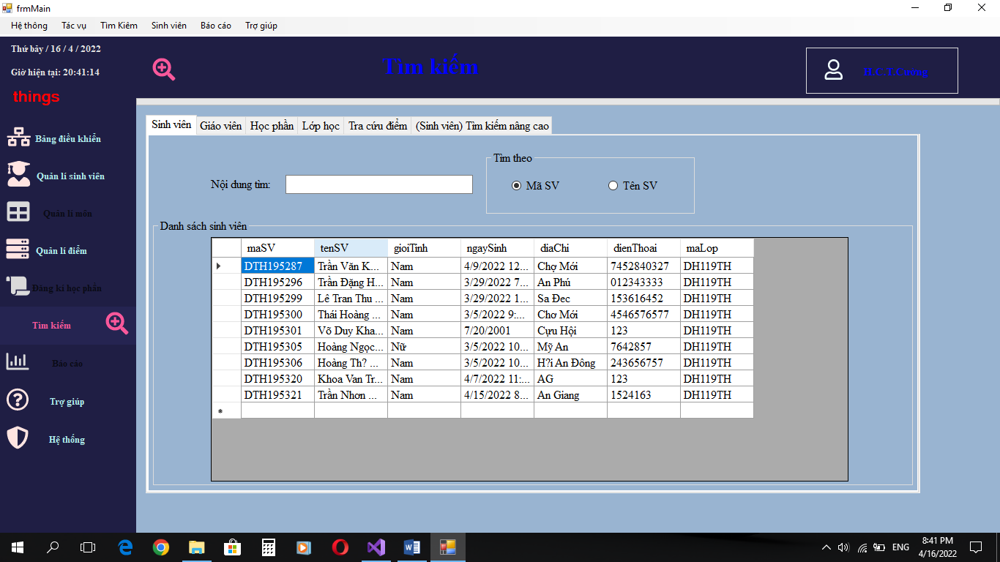 frmMain
Hệ thông Tác vụ Tìm Kiêm Sinh viên Báo cáo Trợ giúp
Thứ bảy / 16 / 4 / 2022
Giờ hiện tại: 20:41:14
things
Tìm kiếm
H.C.T.Cương
Bảng điều khiển
Quản lí sinh viên
Quản lí môn
Quản lí điểm
Đăng kí học phần
Tìm kiếm
Báo cáo
Trợ giúp
Hệ thống
Sinh viên Giáo viên Học phần Lớp học Tra cứu điểm (Sinh viên) Tìm kiếm nâng cao
Tìm theo
Nội dung tìm: Mã SV Tên SV
Danh sách sinh viên
maSV tenSV gioiTinh ngaySinh diaChi dienThoai maLop
DTH195287 Trần Văn K... Nam 4/9/2022 12... Chợ Mới 7452840327 DH119TH
DTH195296 Trần Đặng H... Nam 3/29/2022 7... An Phú 012343333 DH119TH
DTH195299 Lê Tran Thu ... Nam 3/29/2022 1... Sa Đec 153616452 DH119TH
DTH195300 Thái Hoàng ... Nam 3/5/2022 9:... Chơ Mới 4546576577 DH119TH
DTH195301 Võ Duy Kha... Nam 7/20/2001 Cựu Hội 123 DH119TH
DTH195305 Hoàng Ngọc... Nữ 3/5/2022 10... Mỹ An 7642857 DH119TH
DTH195306 Hoàng Th? ... Nam 3/5/2022 10... H?i An Đông 243656757 DH119TH
DTH195320 Khoa Van Tr... Nam 4/7/2022 11:... AG 123 DH119TH
DTH195321 Trần Nhơn ... Nam 4/15/2022 8... An Giang 1524163 DH119TH
ENG
8:41 PM
4/16/2022